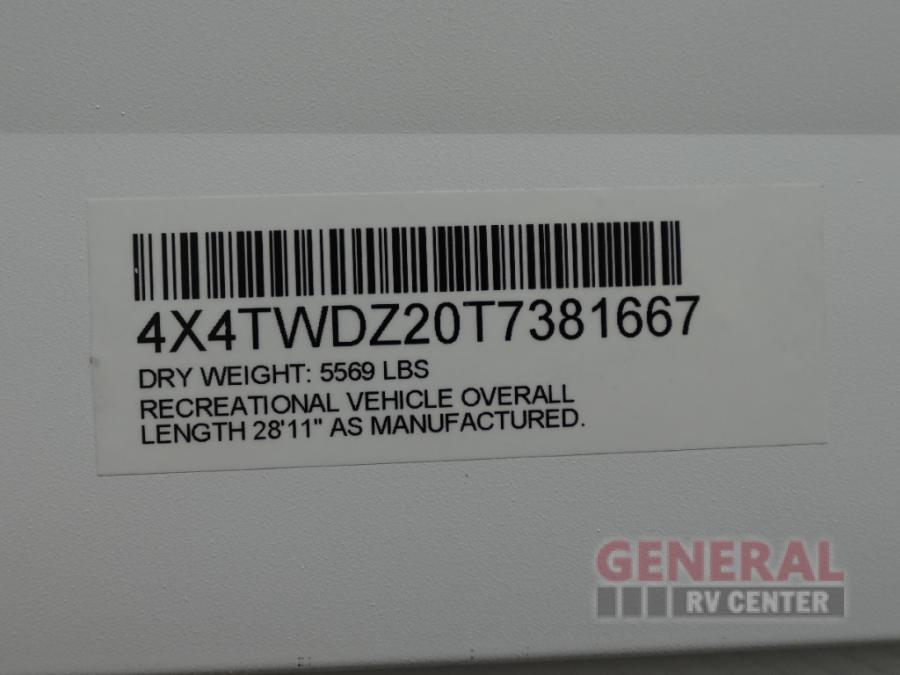 4X4TWDZ20T7381667
DRY WEIGHT: 5569 LBS
RECREATIONAL VEHICLE OVERALL
LENGTH 28'11" AS MANUFACTURED.
GENERAL
RV CENTER